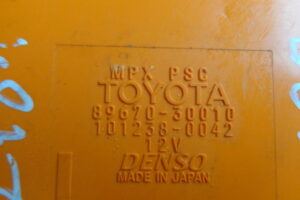 MPX PSC
TOYOTA
89670-30010
101238-0042
12V
DENSO
MADE IN JAPAN